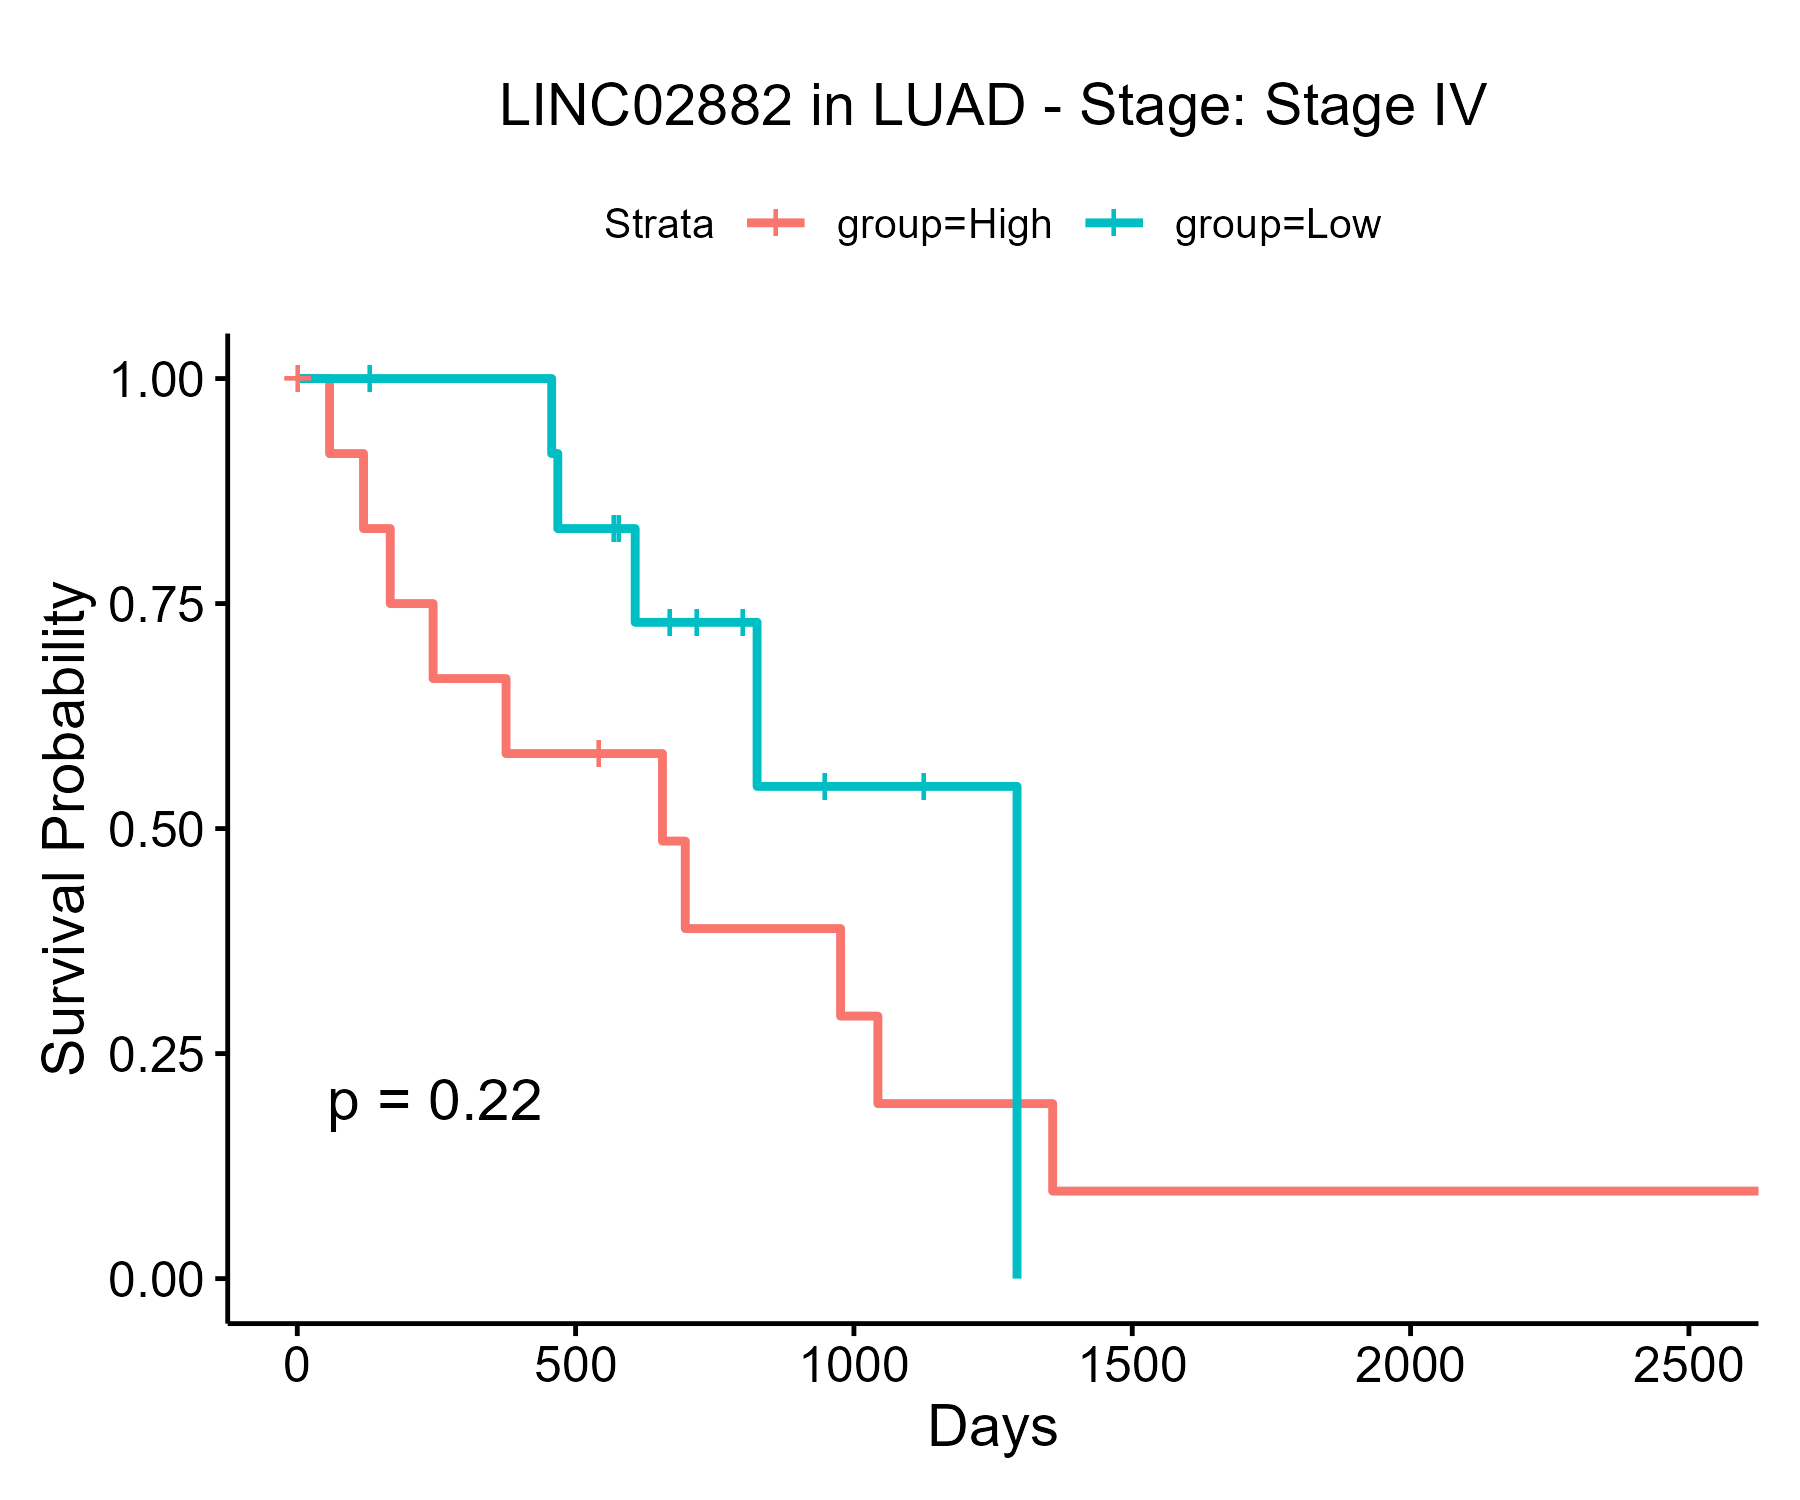 LINC02882 in LUAD - Stage: Stage IV
Strata group=High group=Low
Survival Probability
1.00
0.75
0.50
0.25
0.00
p = 0.22
0 500 1000 1500 2000 2500
Days